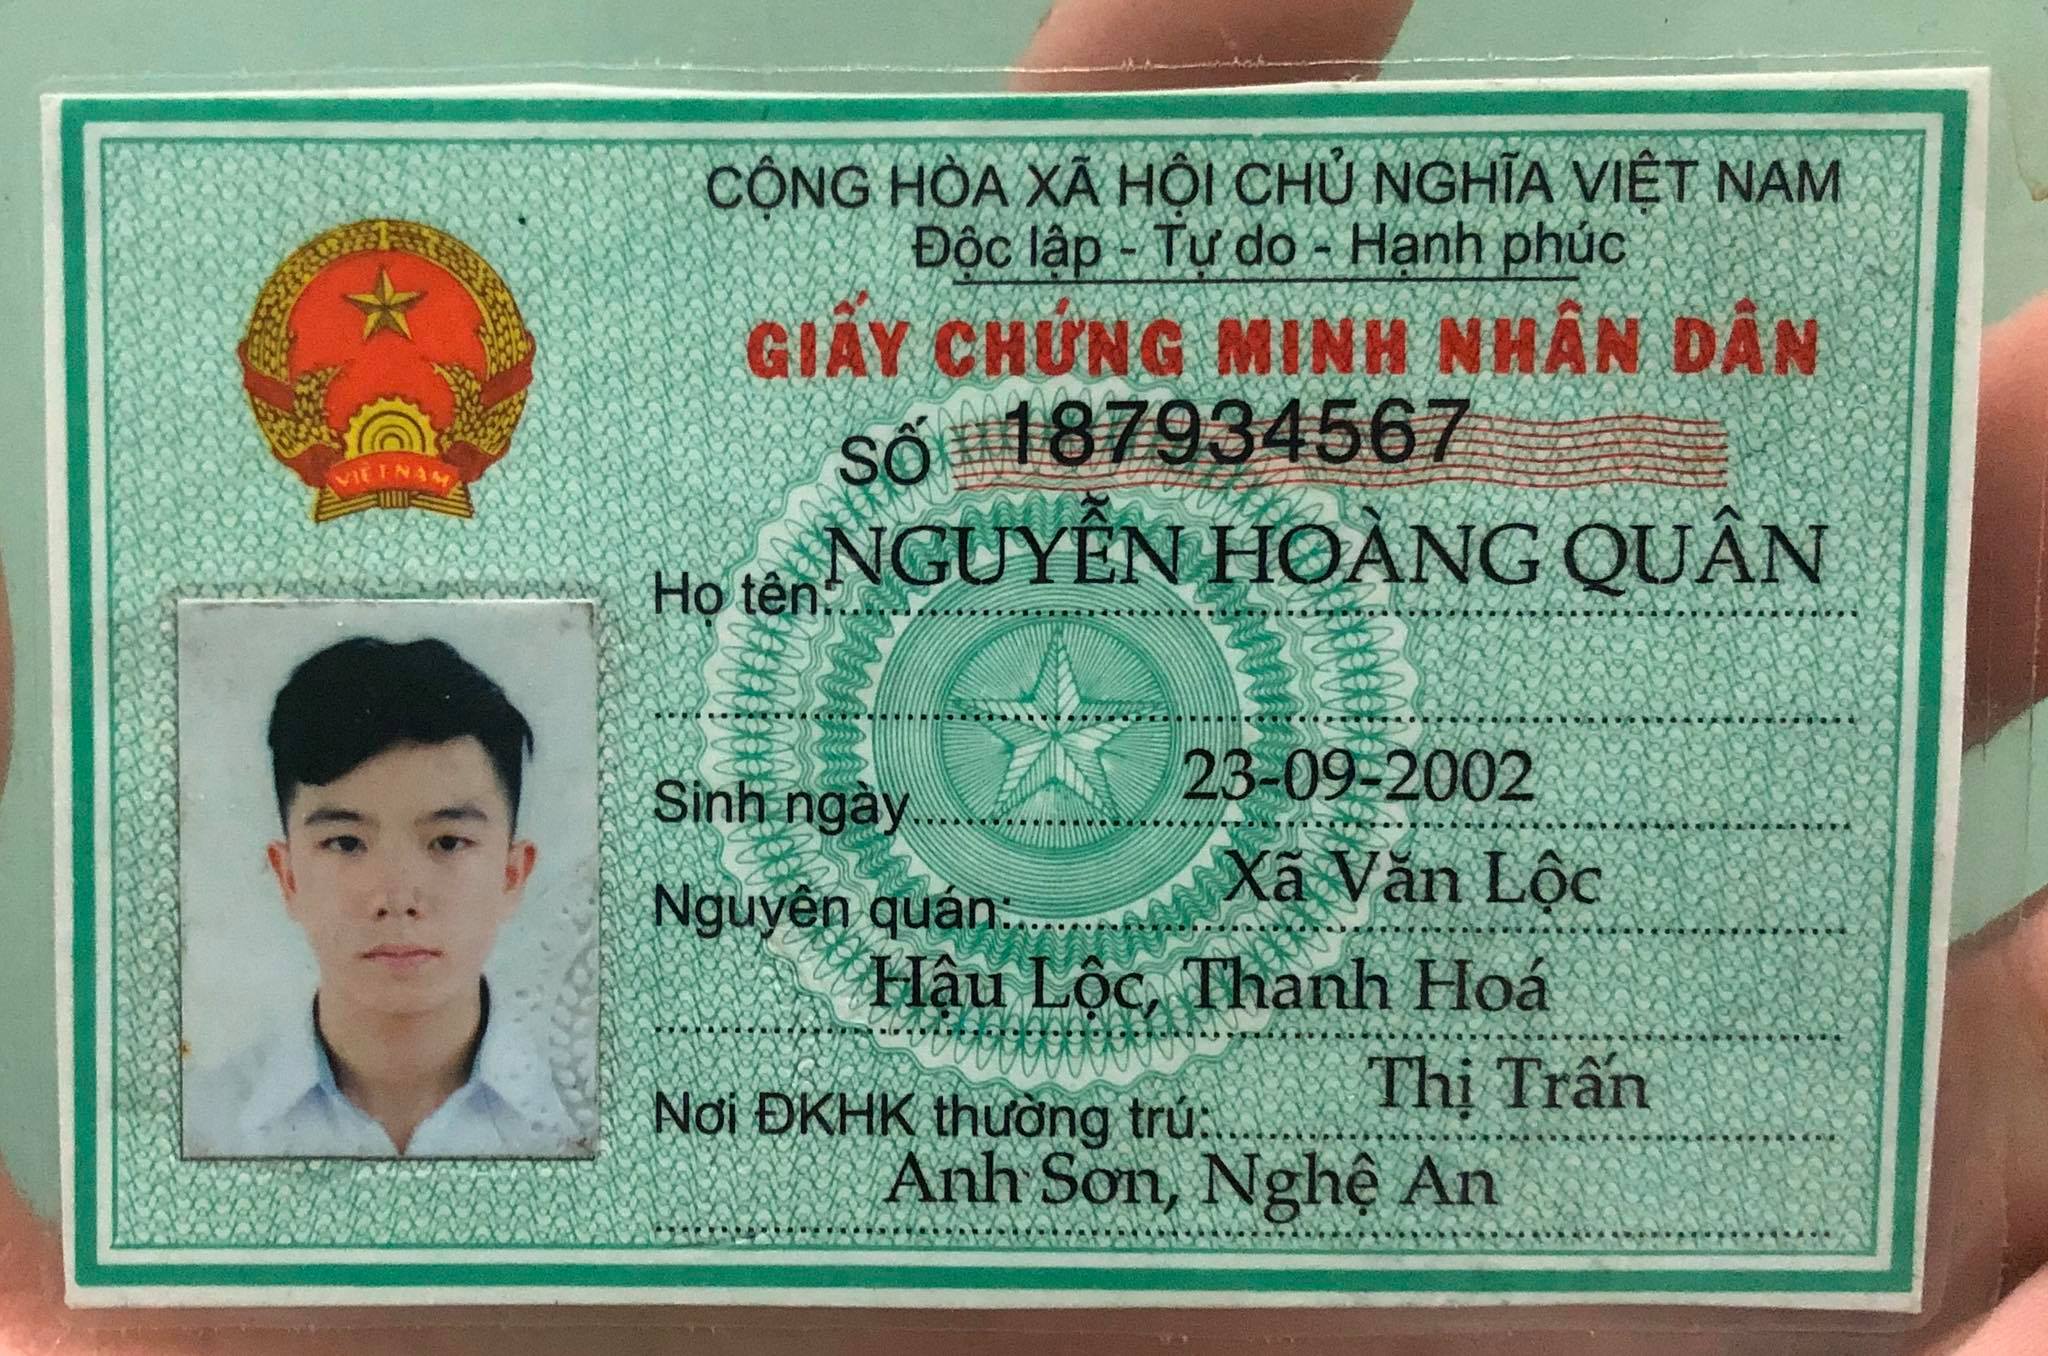 CỘNG HÒA XÃ HỘI CHỦ NGHĨA VIỆT NAM
Độc lập - Tự do - Hạnh phúc
GIẤY CHỨNG MINH NHÂN DÂN
SỐ 187934567
VIỆT NAM
Họ tên: NGUYỄN HOÀNG QUÂN
Sinh ngày 23-09-2002
Nguyên quán: Xã Văn Lộc
Hậu Lộc, Thanh Hoá
Nơi ĐKHK thường trú: Thị Trấn
Anh Sơn, Nghệ An